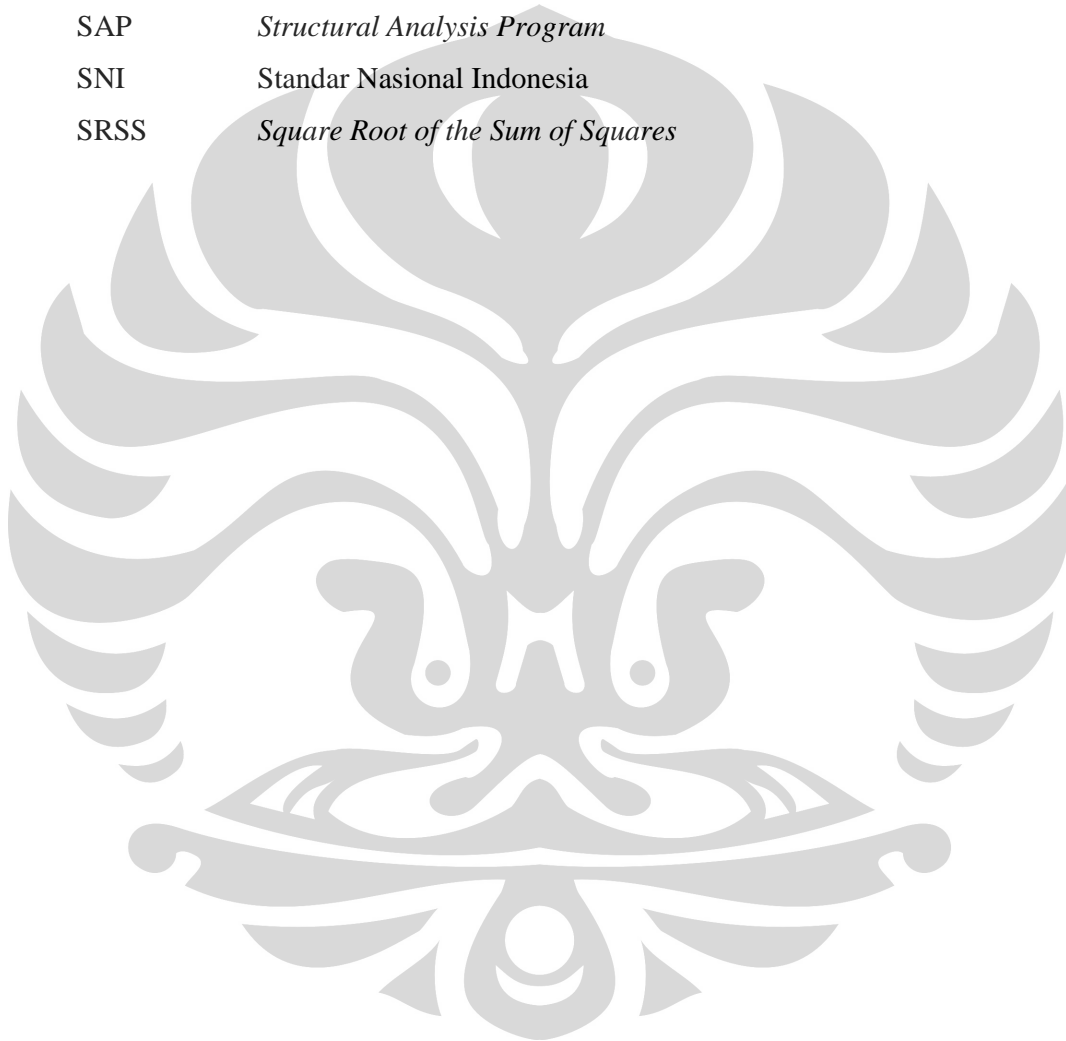 SAP Structural Analysis Program
SNI Standar Nasional Indonesia
SRSS Square Root of the Sum of Squares